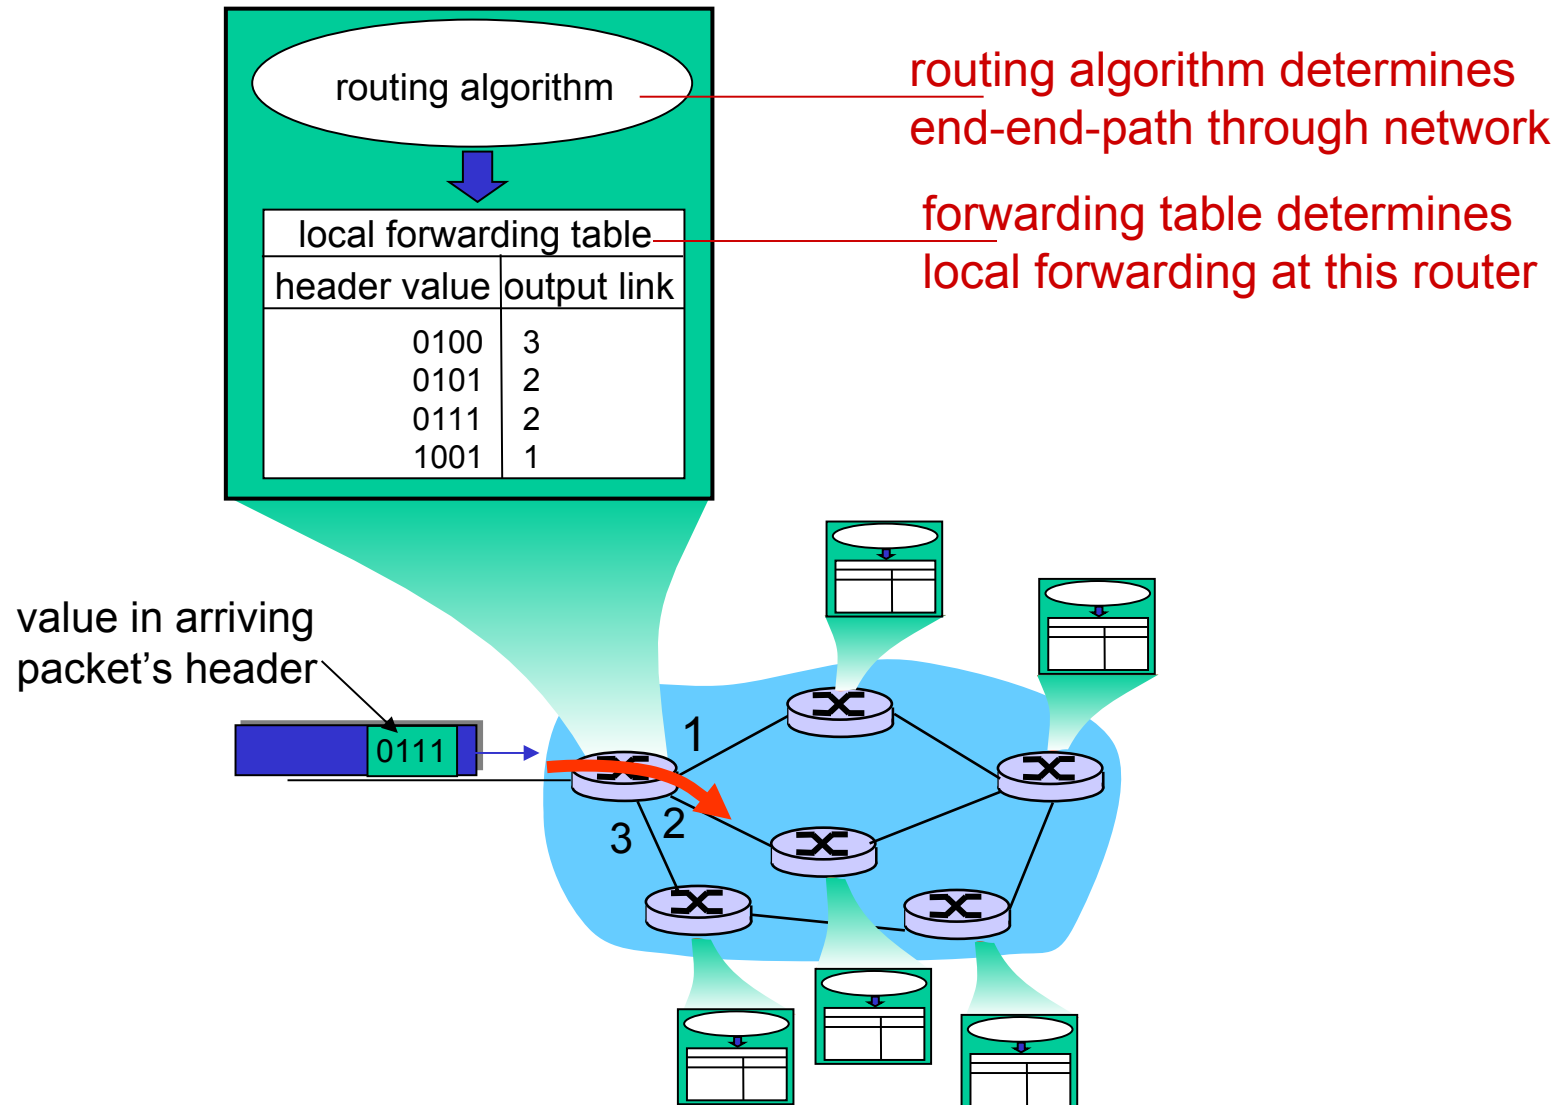 routing algorithm
routing algorithm determines
end-end-path through network
local forwarding table
forwarding table determines
local forwarding at this router
header value output link
0100 3
0101 2
0111 2
1001 1
value in arriving
packet’s header
0111
1
2
3